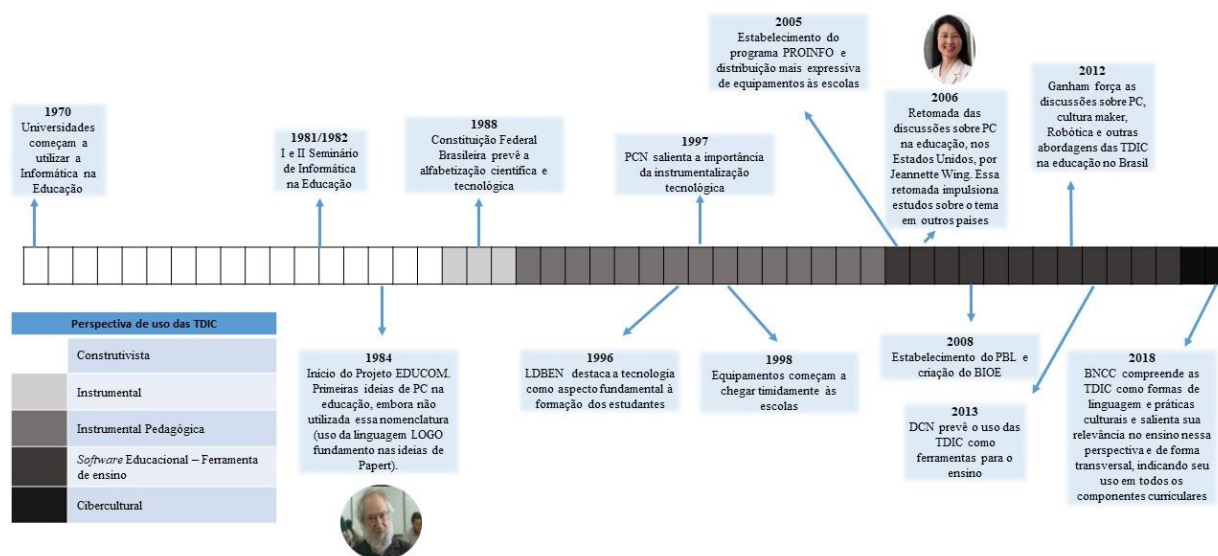 1970
Universidades
começam a
utilizar a
Informática na
Educação
1981/1982
I e II Seminário
de Informática
na Educação
1988
Constituição Federal
Brasileira prevê a
alfabetização científica e
tecnológica
1997
PCN salienta a importância
da instrumentalização
tecnológica
2005
Estabelecimento do
programa PROINFO e
distribuição mais expressiva
de equipamentos às escolas
2006
Retomada das
discussões sobre PC
na educação, nos
Estados Unidos, por
Jeannette Wing. Essa
retomada impulsiona
estudos sobre o tema
em outros países
2012
Ganham força as
discussões sobre PC,
cultura maker,
Robótica e outras
abordagens das TDIC
na educação no Brasil
Perspectiva de uso das TDIC
Construtivista
Instrumental
Instrumental Pedagógica
Software Educacional – Ferramenta
de ensino
Cibercultural
1984
Inicio do Projeto EDUCOM.
Primeiras ideias de PC na
educação, embora não
utilizada essa nomenclatura
(uso da linguagem LOGO
fundamento nas ideias de
Papert).
1996
LDBEN destaca a tecnologia
como aspecto fundamental à
formação dos estudantes
1998
Equipamentos começam a
chegar timidamente às
escolas
2008
Estabelecimento do PBL e
criação do BIOE
2013
DCN prevê o uso das
TDIC como
ferramentas para o
ensino
2018
BNCC compreende as
TDIC como formas de
linguagem e práticas
culturais e salienta sua
relevância no ensino nessa
perspectiva e de forma
transversal, indicando seu
uso em todos os
componentes curriculares